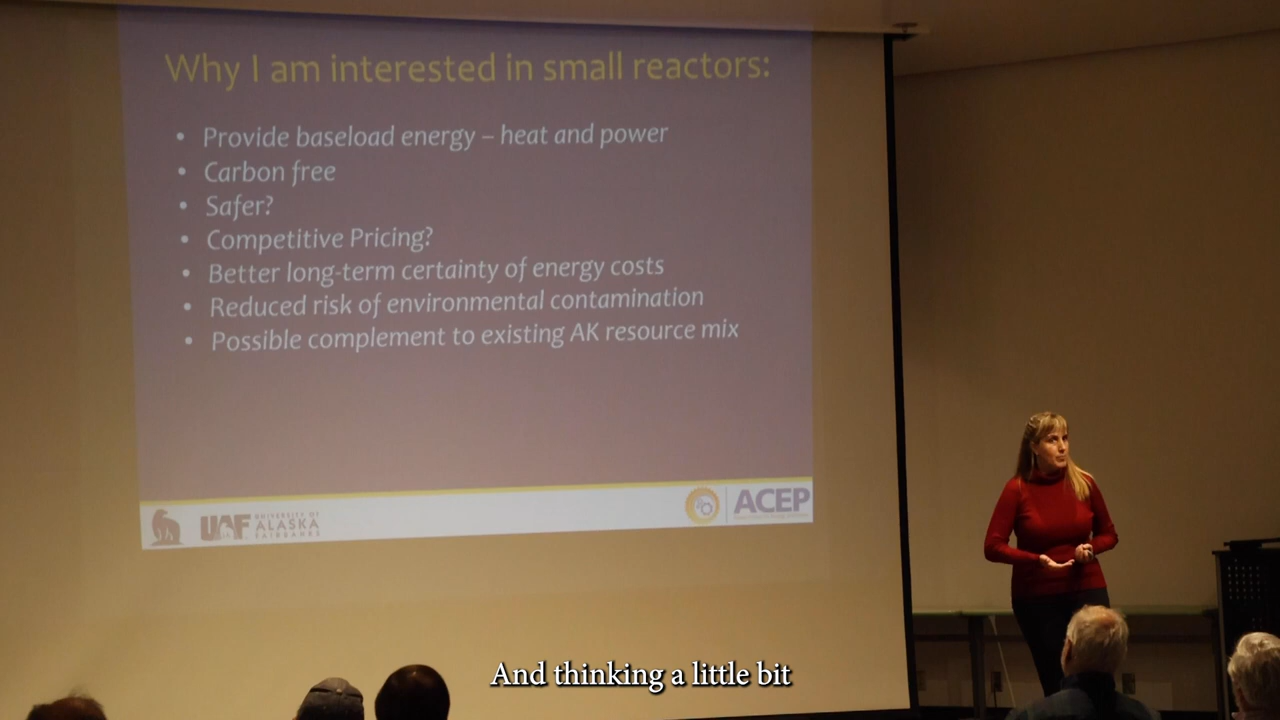 Why I am interested in small reactors:
• Provide baseload energy – heat and power
• Carbon free
• Safer?
• Competitive Pricing?
• Better long-term certainty of energy costs
• Reduced risk of environmental contamination
• Possible complement to existing AK resource mix
UAF
UNIVERSITY OF
ALASKA
FAIRBANKS
ACEP
And thinking a little bit